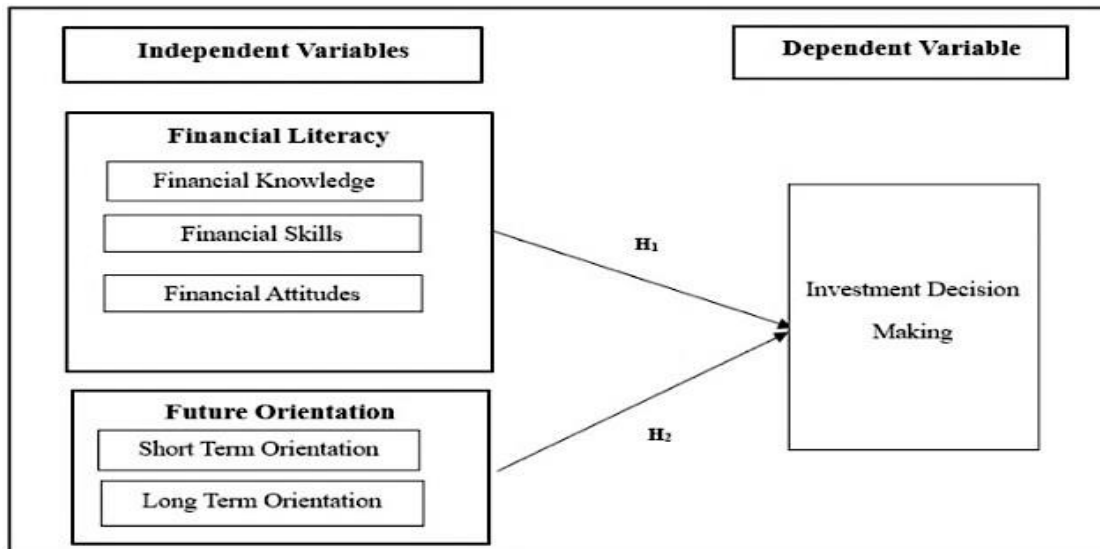 Independent Variables
Dependent Variable
Financial Literacy
Financial Knowledge
Financial Skills
Financial Attitudes
H₁
Investment Decision
Making
Future Orientation
Short Term Orientation
Long Term Orientation
H₂